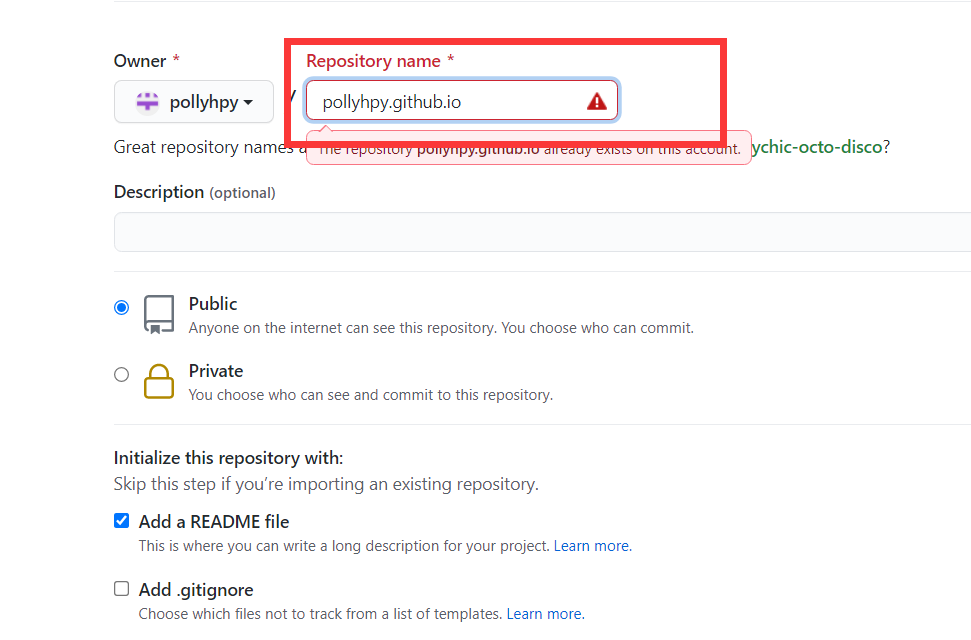 Owner *
Repository name *
pollyhpy
/
pollyhpy.github.io
Great repository names a
The repository pollyhpy.github.io already exists on this account.
ychic-octo-disco?
Description (optional)
Public
Anyone on the internet can see this repository. You choose who can commit.
Private
You choose who can see and commit to this repository.
Initialize this repository with:
Skip this step if you’re importing an existing repository.
Add a README file
This is where you can write a long description for your project. Learn more.
Add .gitignore
Choose which files not to track from a list of templates. Learn more.